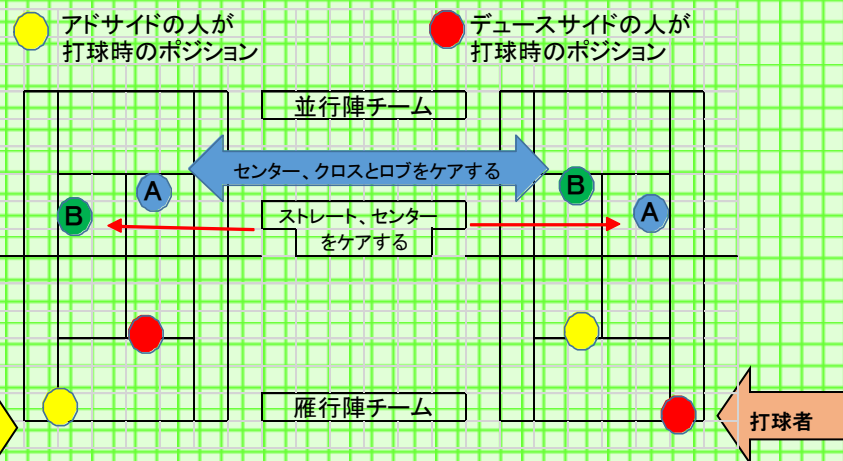 アドサイドの人が
打球時のポジション
デュースサイドの人が
打球時のポジション
並行陣チーム
センター、クロスとロブをケアする
A
B
B
A
ストレート、センター
をケアする
雁行陣チーム
打球者